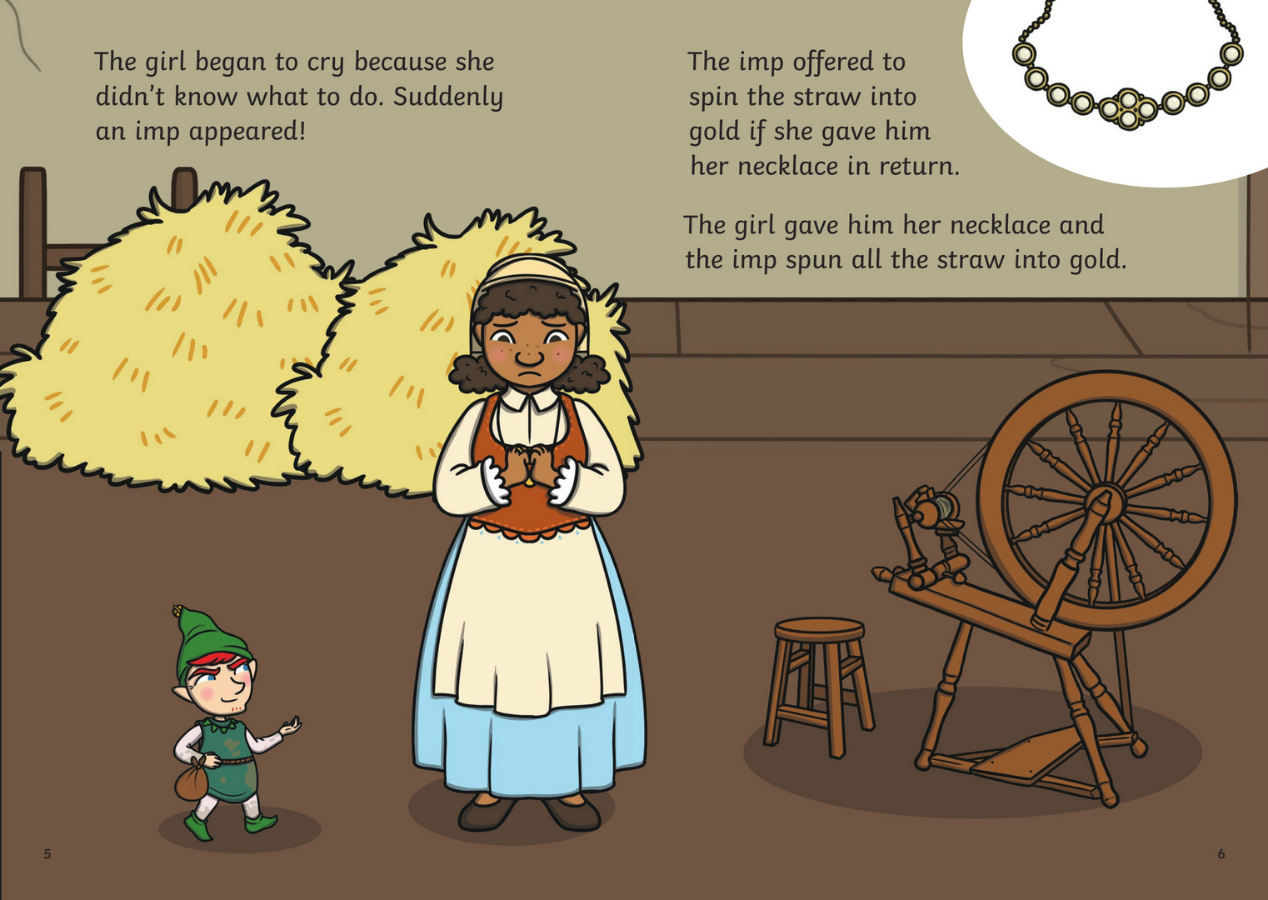 The girl began to cry because she
didn't know what to do. Suddenly
an imp appeared!
The imp offered to
spin the straw into
gold if she gave him
her necklace in return.
The girl gave him her necklace and
the imp spun all the straw into gold.
5
6